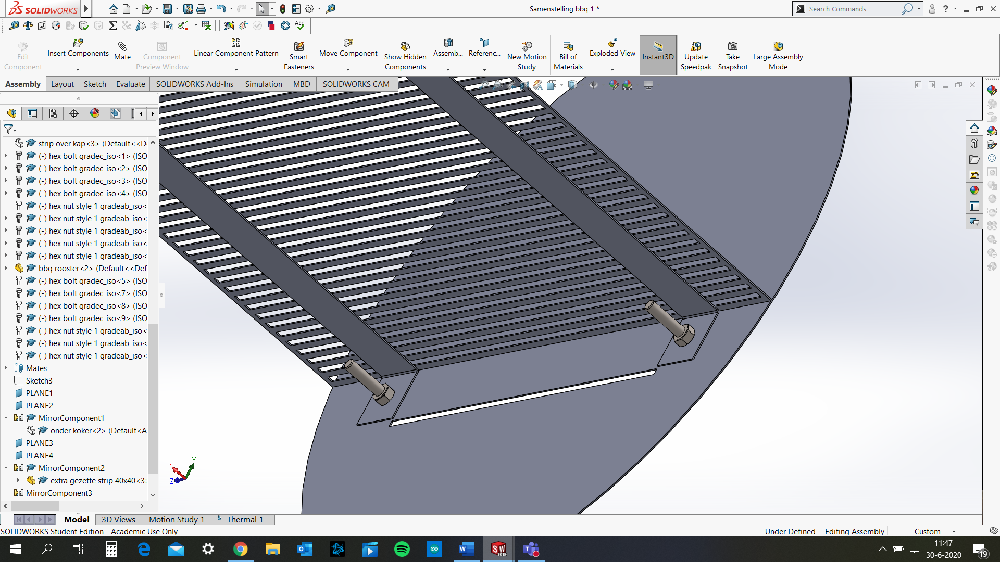 SOLIDWORKS
Samenstelling bbq 1 *
Search Commands
Edit Component
Insert Components
Mate
Component Preview Window
Linear Component Pattern
Smart Fasteners
Move Component
Show Hidden Components
Assemb...
Referenc...
New Motion Study
Bill of Materials
Exploded View
Instant3D
Update Speedpak
Take Snapshot
Large Assembly Mode
Assembly
Layout
Sketch
Evaluate
SOLIDWORKS Add-Ins
Simulation
MBD
SOLIDWORKS CAM
strip over kap<3> (Default<<De
(-) hex bolt gradec_iso<1> (ISO
(-) hex bolt gradec_iso<2> (ISO
(-) hex bolt gradec_iso<3> (ISO
(-) hex bolt gradec_iso<4> (ISO
(-) hex nut style 1 gradeab_iso<
(-) hex nut style 1 gradeab_iso<
(-) hex nut style 1 gradeab_iso<
(-) hex nut style 1 gradeab_iso<
(-) hex nut style 1 gradeab_iso<
bbq rooster<2> (Default<<Def
(-) hex bolt gradec_iso<5> (ISO
(-) hex bolt gradec_iso<7> (ISO
(-) hex bolt gradec_iso<8> (ISO
(-) hex bolt gradec_iso<9> (ISO
(-) hex nut style 1 gradeab_iso<
(-) hex nut style 1 gradeab_iso<
(-) hex nut style 1 gradeab_iso<
Mates
Sketch3
PLANE1
PLANE2
MirrorComponent1
onder koker<2> (Default<A
PLANE3
PLANE4
MirrorComponent2
extra gezette strip 40x40<3>
MirrorComponent3
X
Y
Z
Model
3D Views
Motion Study 1
Thermal 1
SOLIDWORKS Student Edition - Academic Use Only
Under Defined
Editing Assembly
Custom
11:47
30-6-2020
19